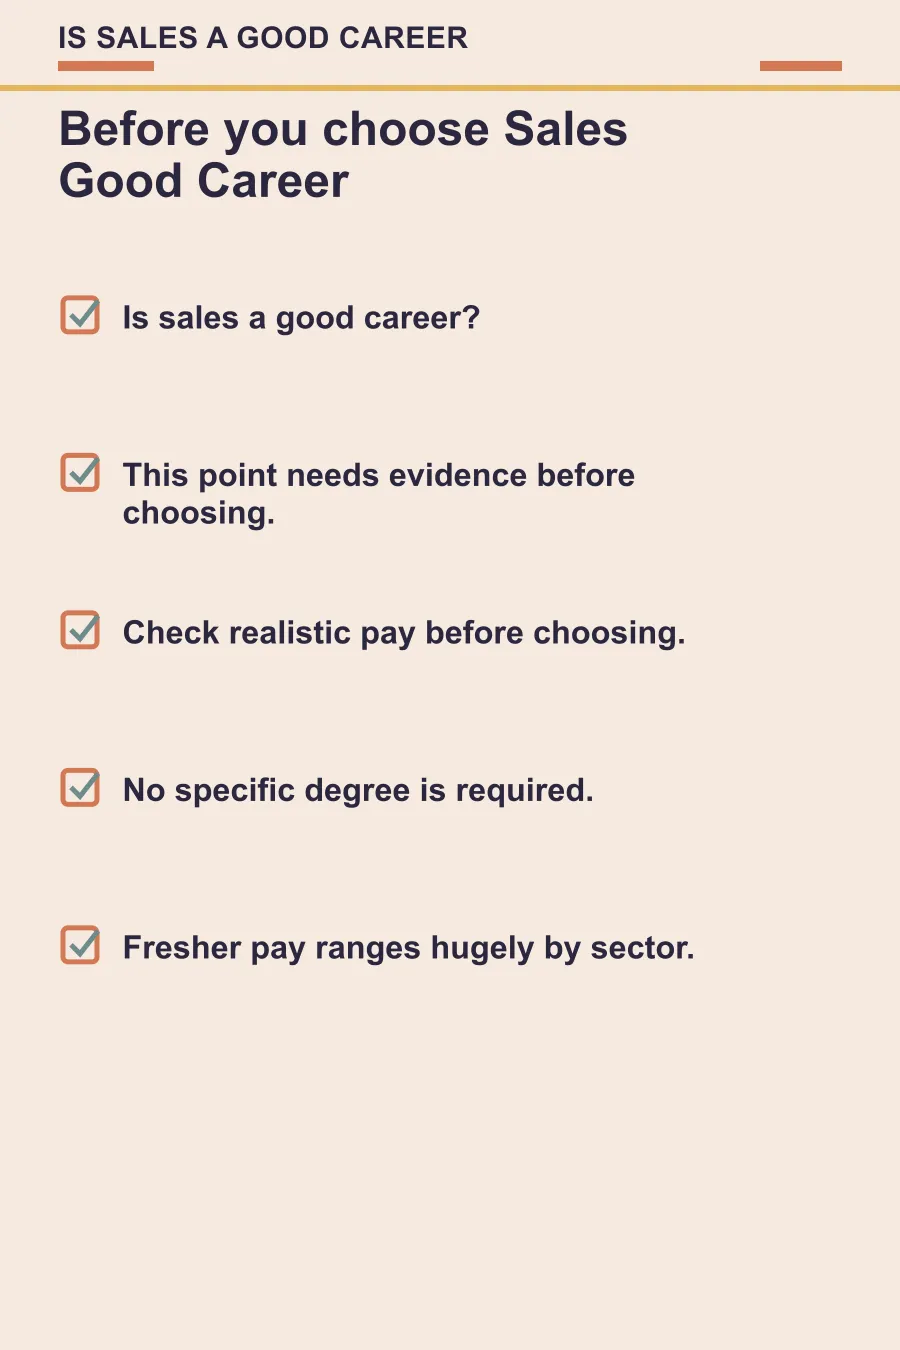 IS SALES A GOOD CAREER
Before you choose Sales
Good Career
Is sales a good career?
This point needs evidence before
choosing.
Check realistic pay before choosing.
No specific degree is required.
Fresher pay ranges hugely by sector.